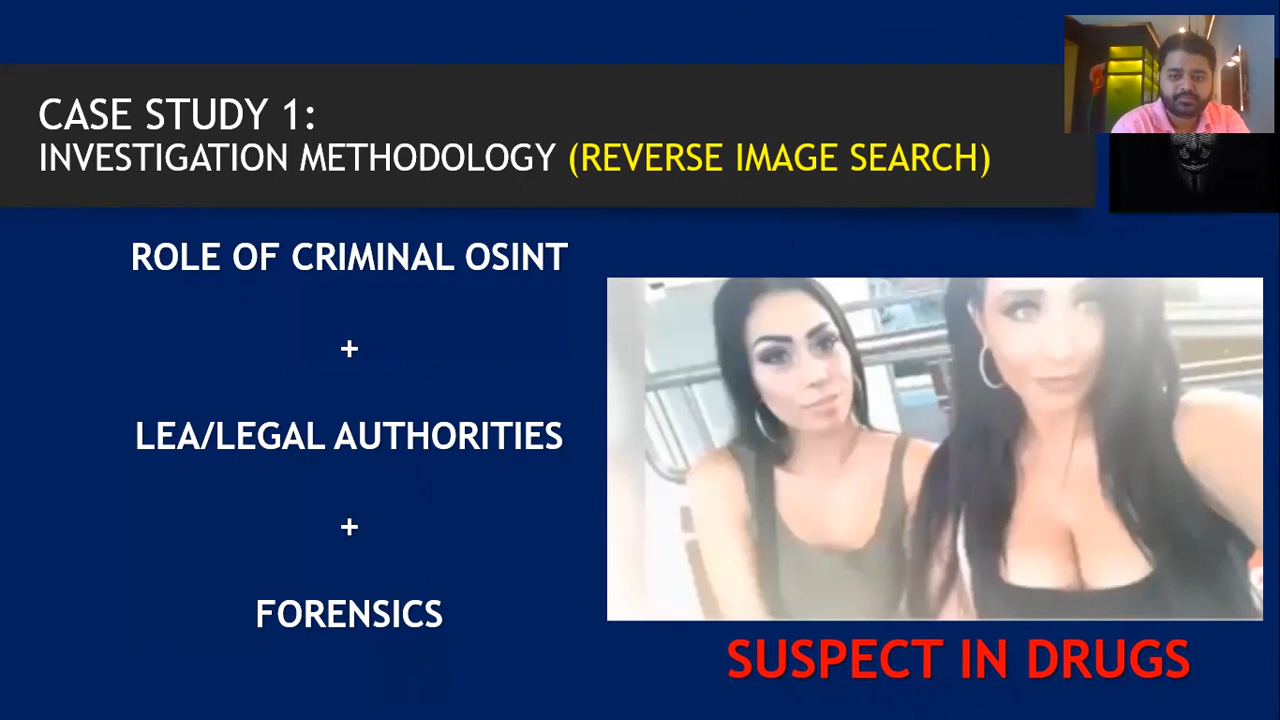 CASE STUDY 1:
INVESTIGATION METHODOLOGY (REVERSE IMAGE SEARCH)
ROLE OF CRIMINAL OSINT
+
LEA/LEGAL AUTHORITIES
+
FORENSICS
SUSPECT IN DRUGS